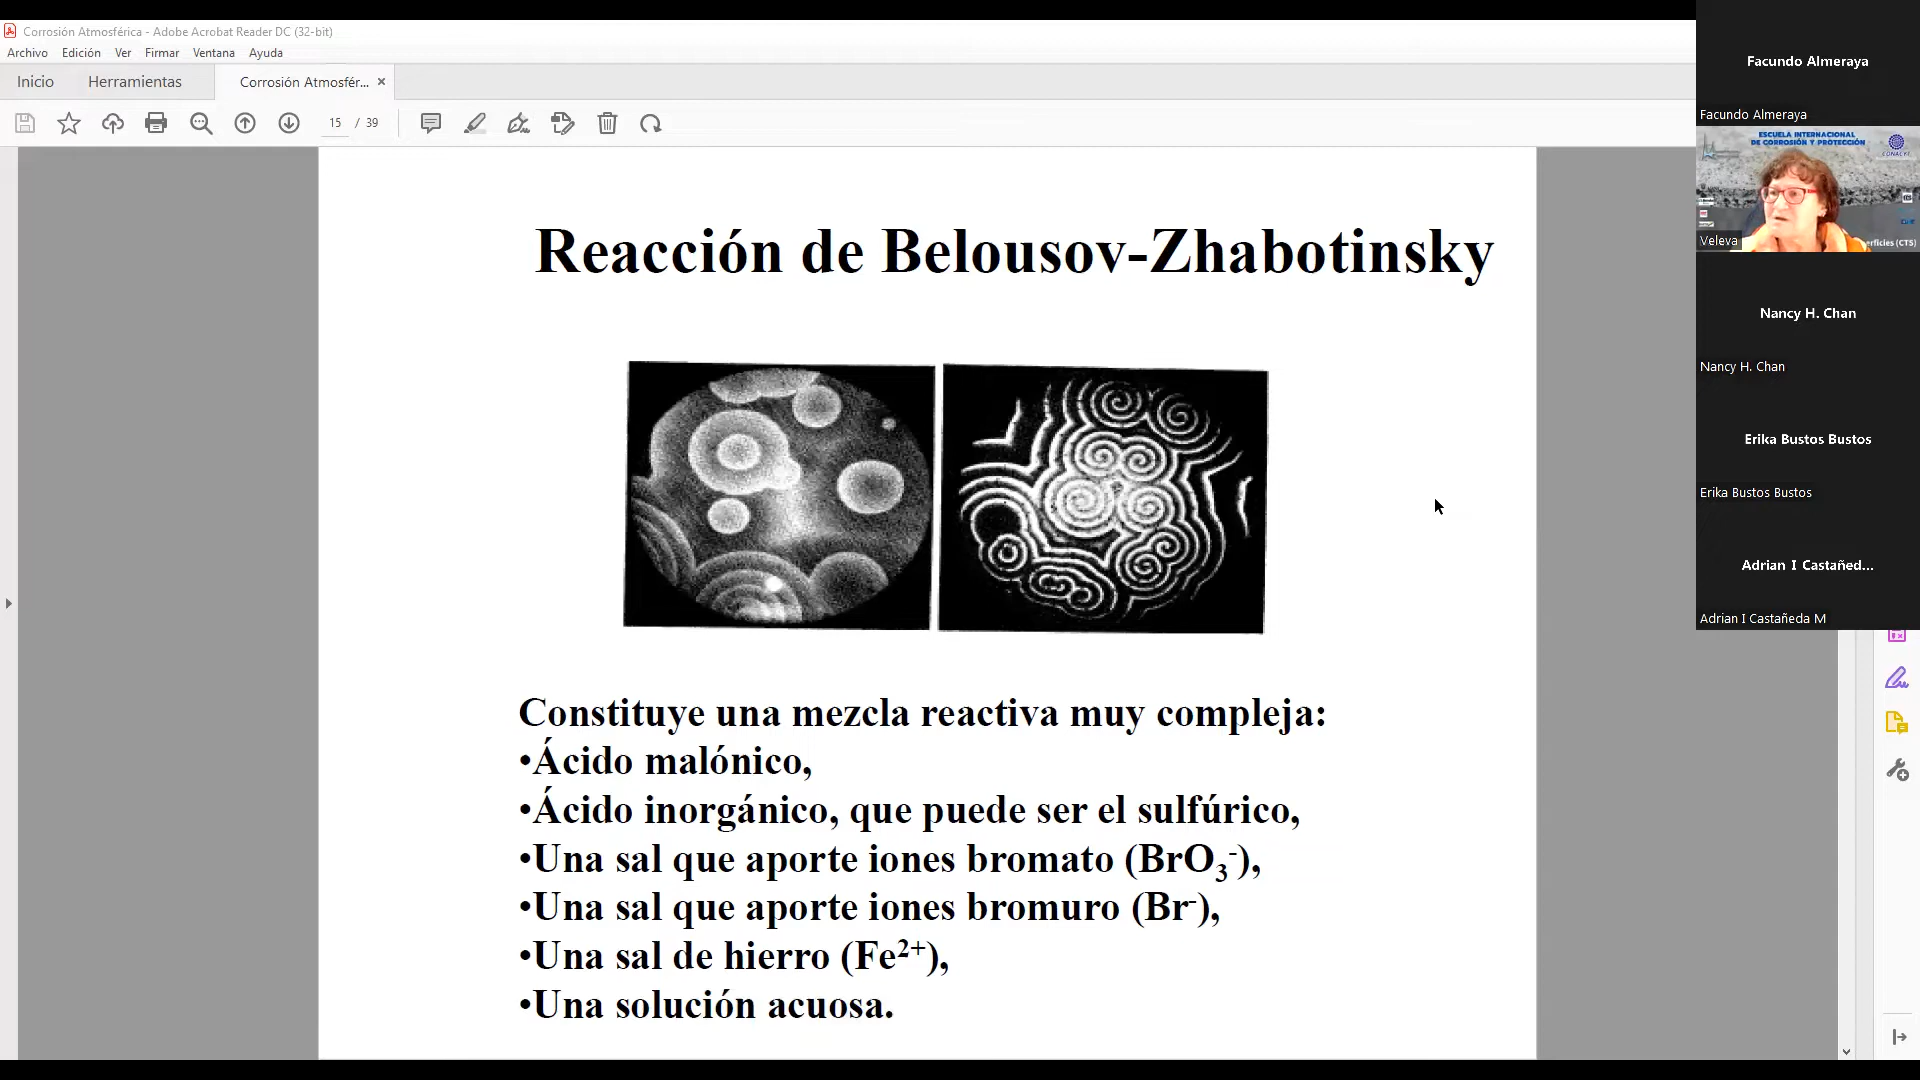 Corrosión Atmosférica - Adobe Acrobat Reader DC (32-bit)
Archivo Edición Ver Firmar Ventana Ayuda
Inicio Herramientas Corrosión Atmosfér... ×
15 / 39
Reacción de Belousov-Zhabotinsky
Constituye una mezcla reactiva muy compleja:
•Ácido malónico,
•Ácido inorgánico, que puede ser el sulfúrico,
•Una sal que aporte iones bromato (BrO₃⁻),
•Una sal que aporte iones bromuro (Br⁻),
•Una sal de hierro (Fe²⁺),
•Una solución acuosa.
Facundo Almeraya
Facundo Almeraya
ESCUELA INTERNACIONAL
DE CORROSIÓN Y PROTECCIÓN
CONACYT
Veleva
erficies (CTS)
Nancy H. Chan
Nancy H. Chan
Erika Bustos Bustos
Erika Bustos Bustos
Adrian I Castañed...
Adrian I Castañeda M